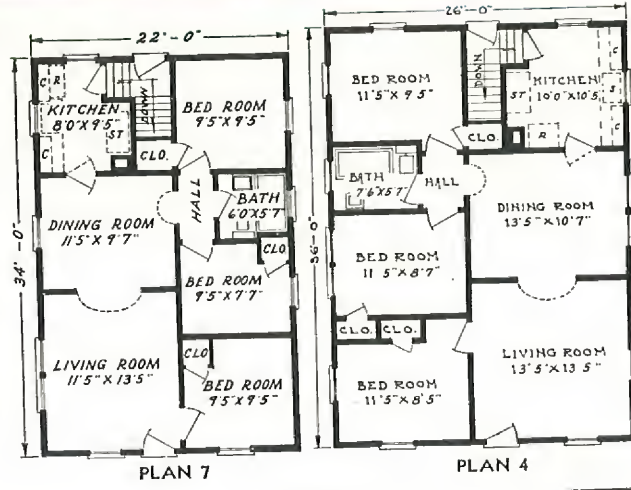 22'-0"
34'-0"
C
R
KITCHEN
8'0"X9'5"
C
ST
DOWN
BED ROOM
9'5"X9'5"
CLO.
HALL
BATH
6'0"X5'7"
DINING ROOM
11'5"X9'7"
CLO.
BED ROOM
9'5"X7'7"
LIVING ROOM
11'5"X13'5"
CLO
BED ROOM
9'5"X9'5"
PLAN 7
26'-0"
36'-0"
BED ROOM
11'5"X9'5"
DOWN
C
KITCHEN
10'0"X10'5
ST
S
R
C
CLO.
BATH
7'6X5'7
HALL
DINING ROOM
13'5"X10'7"
BED ROOM
11'5"X8'7"
CLO.
CLO.
LIVING ROOM
13'5"X13'5"
BED ROOM
11'5"X8'5"
PLAN 4